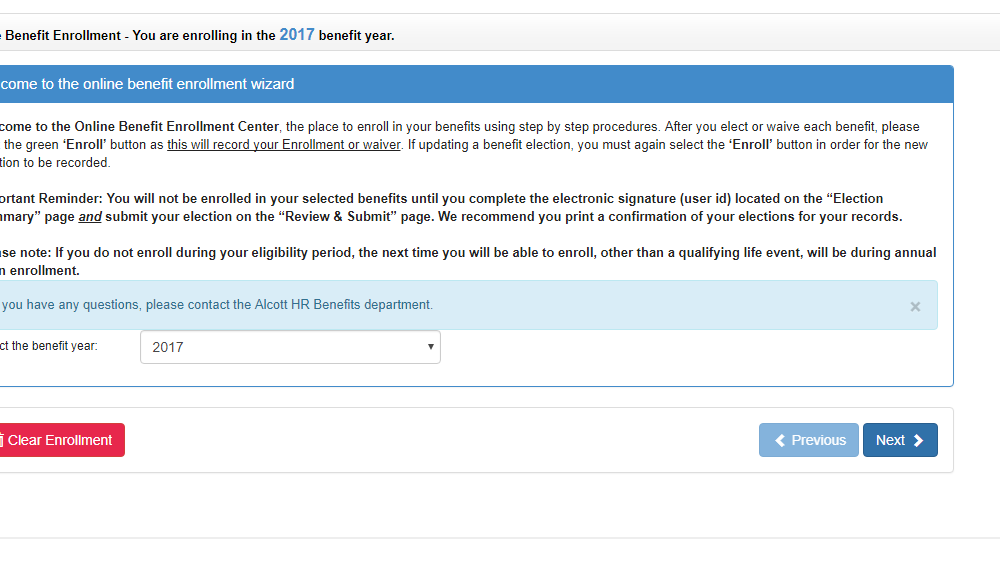 Benefit Enrollment - You are enrolling in the 2017 benefit year.
come to the online benefit enrollment wizard
come to the Online Benefit Enrollment Center, the place to enroll in your benefits using step by step procedures. After you elect or waive each benefit, please
the green ‘Enroll’ button as this will record your Enrollment or waiver. If updating a benefit election, you must again select the ‘Enroll’ button in order for the new
tion to be recorded.
ortant Reminder: You will not be enrolled in your selected benefits until you complete the electronic signature (user id) located on the “Election
mmary” page and submit your election on the “Review & Submit” page. We recommend you print a confirmation of your elections for your records.
se note: If you do not enroll during your eligibility period, the next time you will be able to enroll, other than a qualifying life event, will be during annual
n enrollment.
you have any questions, please contact the Alcott HR Benefits department.
×
ct the benefit year:
2017
Clear Enrollment
Previous
Next